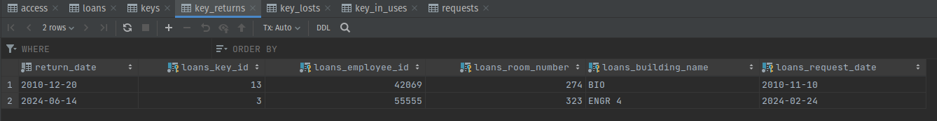 access loans keys key_returns key_losts key_in_uses requests
2 rows Tx: Auto DDL
WHERE ORDER BY
return_date loans_key_id loans_employee_id loans_room_number loans_building_name loans_request_date
1 2010-12-20 13 42069 274 BIO 2010-11-10
2 2024-06-14 3 55555 323 ENGR 4 2024-02-24